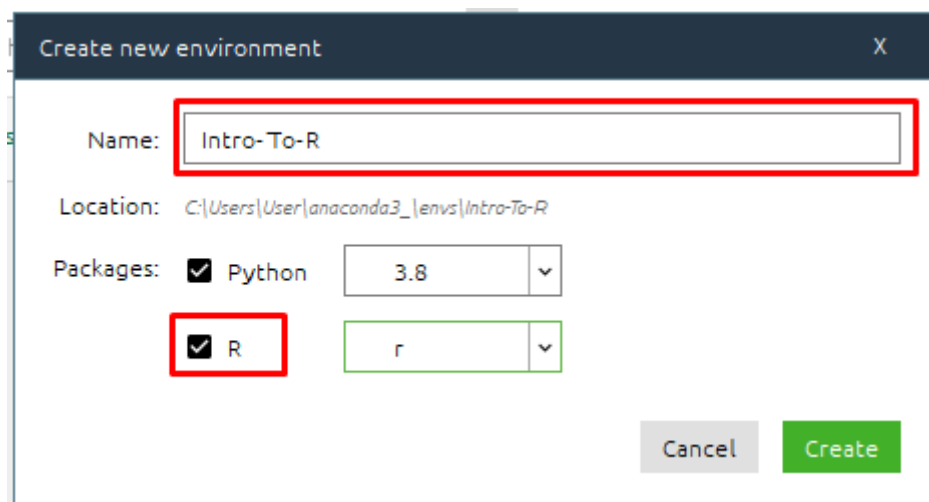 Create new environment X
Name: Intro-To-R
Location: C:\Users\User\anaconda3_\envs\Intro-To-R
Packages: Python 3.8
R r
Cancel Create